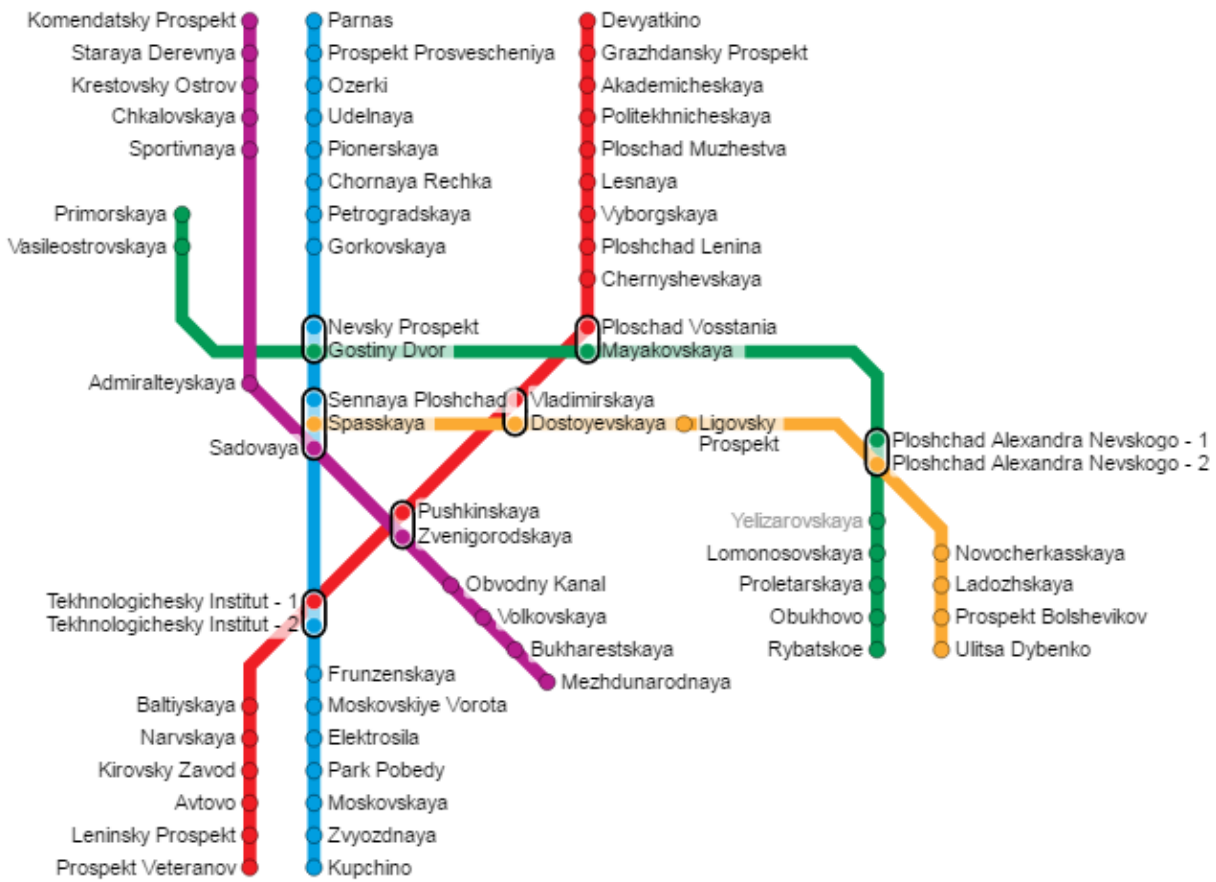 Komendatsky Prospekt
Staraya Derevnya
Krestovsky Ostrov
Chkalovskaya
Sportivnaya
Primorskaya
Vasileostrovskaya
Admiralteyskaya
Sadovaya
Tekhnologichesky Institut - 1
Tekhnologichesky Institut - 2
Baltiyskaya
Narvskaya
Kirovsky Zavod
Avtovo
Leninsky Prospekt
Prospekt Veteranov
Parnas
Prospekt Prosvescheniya
Ozerki
Udelnaya
Pionerskaya
Chornaya Rechka
Petrogradskaya
Gorkovskaya
Nevsky Prospekt
Gostiny Dvor
Sennaya Ploshchad
Spasskaya
Pushkinskaya
Zvenigorodskaya
Obvodny Kanal
Volkovskaya
Bukharestskaya
Mezhdunarodnaya
Frunzenskaya
Moskovskiye Vorota
Elektrosila
Park Pobedy
Moskovskaya
Zvyozdnaya
Kupchino
Devyatkino
Grazhdansky Prospekt
Akademicheskaya
Politekhnicheskaya
Ploschad Muzhestva
Lesnaya
Vyborgskaya
Ploshchad Lenina
Chernyshevskaya
Ploschad Vosstania
Mayakovskaya
Vladimirskaya
Dostoyevskaya
Ligovsky
Prospekt
Ploshchad Alexandra Nevskogo - 1
Ploshchad Alexandra Nevskogo - 2
Yelizarovskaya
Lomonosovskaya
Proletarskaya
Obukhovo
Rybatskoe
Novocherkasskaya
Ladozhskaya
Prospekt Bolshevikov
Ulitsa Dybenko